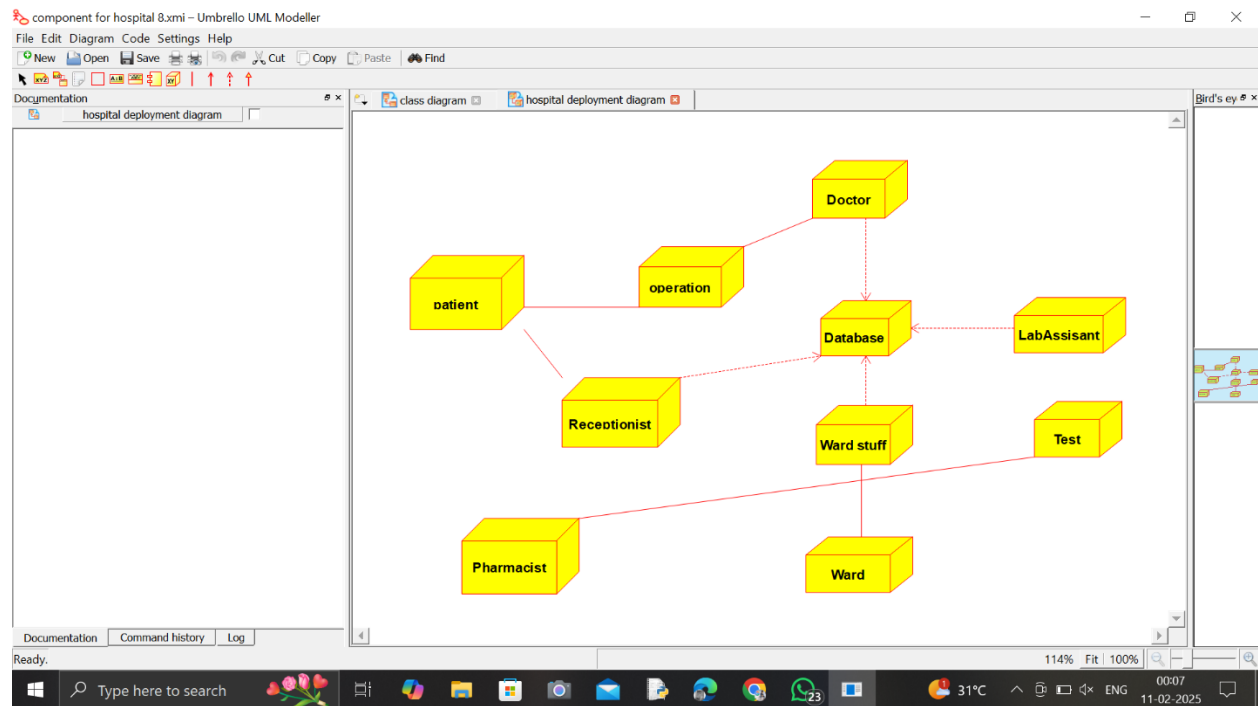 component for hospital 8.xmi – Umbrello UML Modeller
File Edit Diagram Code Settings Help
New Open Save Cut Copy Paste Find
Documentation
class diagram
hospital deployment diagram
Bird's ey
hospital deployment diagram
Doctor
operation
patient
Database
LabAssisant
Receptionist
Ward stuff
Test
Pharmacist
Ward
Documentation Command history Log
Ready.
114% Fit 100%
Type here to search
23
1
31°C
ENG
00:07
11-02-2025